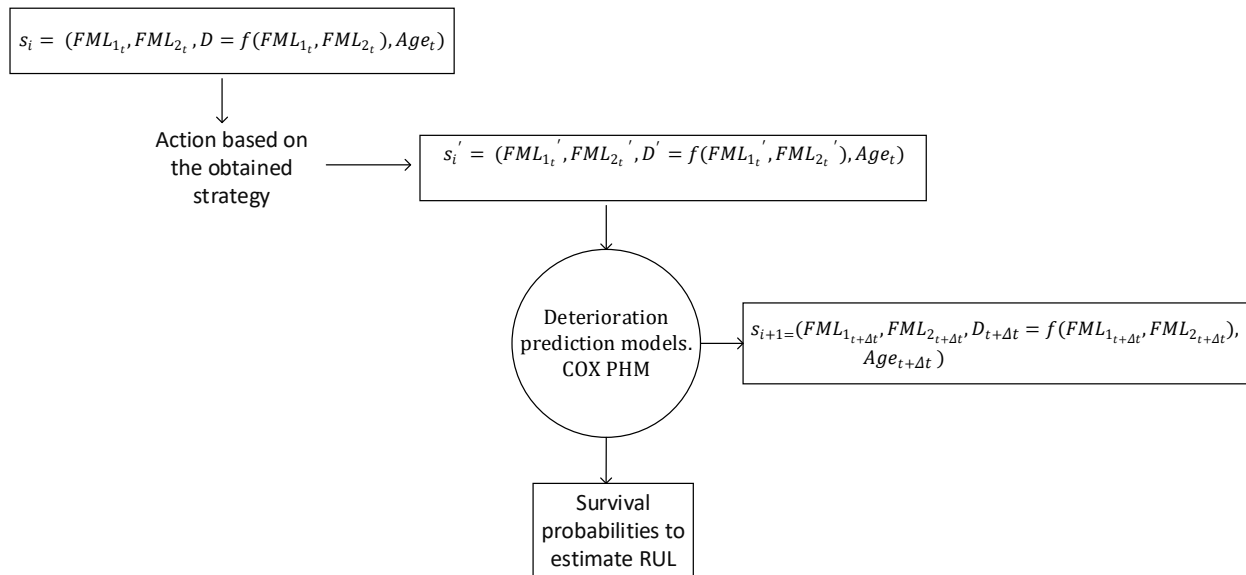 s_i = (FML_{1_t}, FML_{2_t}, D = f(FML_{1_t}, FML_{2_t}), Age_t)
Action based on
the obtained
strategy
s_i′ = (FML_{1_t}′, FML_{2_t}′, D′ = f(FML_{1_t}′, FML_{2_t}′), Age_t)
Deterioration
prediction models.
COX PHM
s_{i+1=}(FML_{1_{t+Δt}}, FML_{2_{t+Δt}}, D_{t+Δt} = f(FML_{1_{t+Δt}}, FML_{2_{t+Δt}}),
Age_{t+Δt})
Survival
probabilities to
estimate RUL